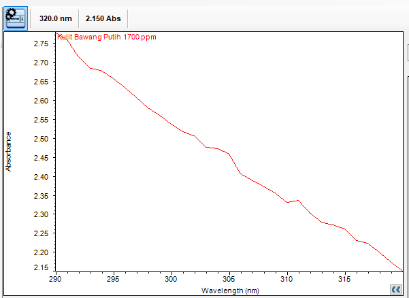 320.0 nm 2.150 Abs
Kulit Bawang Putih 1700 ppm
2.75
2.70
2.65
2.60
2.55
2.50
2.45
2.40
2.35
2.30
2.25
2.20
2.15
Absorbance
290 295 300 305 310 315
Wavelength (nm)